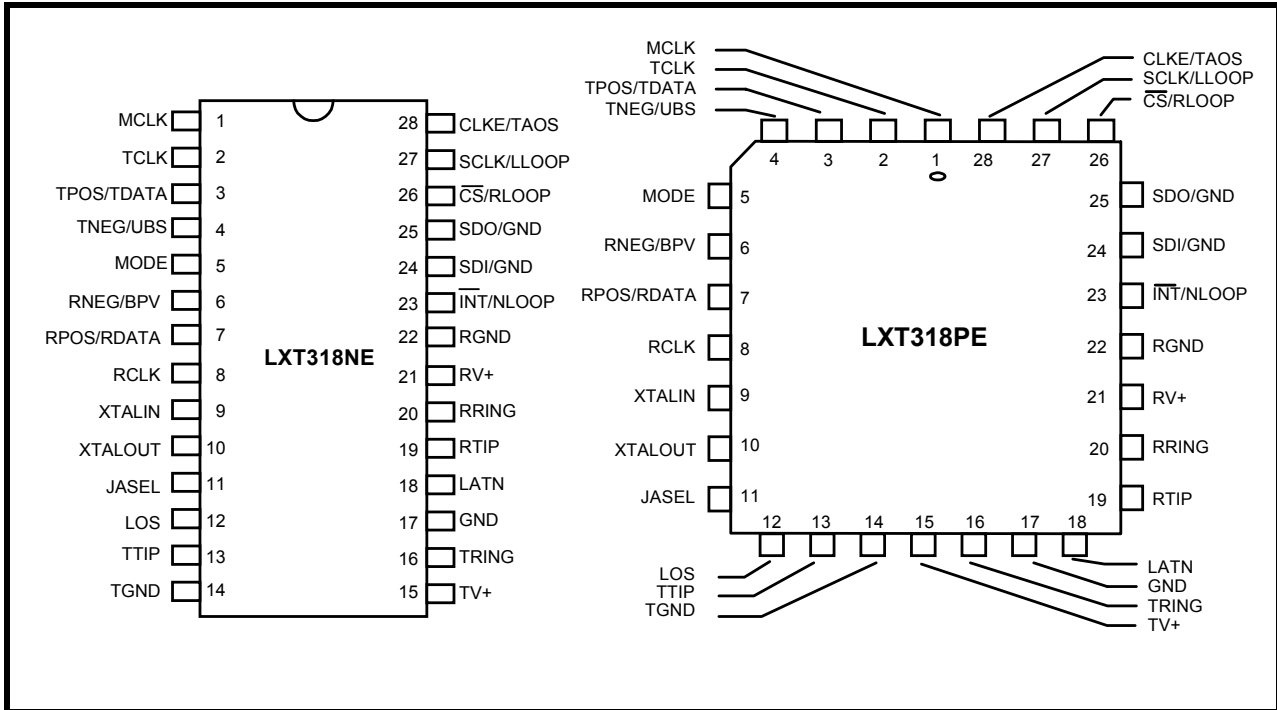 MCLK 1
TCLK 2
TPOS/TDATA 3
TNEG/UBS 4
MODE 5
RNEG/BPV 6
RPOS/RDATA 7
RCLK 8
XTALIN 9
XTALOUT 10
JASEL 11
LOS 12
TTIP 13
TGND 14
LXT318NE
28 CLKE/TAOS
27 SCLK/LLOOP
26 C̅S̅/RLOOP
25 SDO/GND
24 SDI/GND
23 I̅N̅T̅/NLOOP
22 RGND
21 RV+
20 RRING
19 RTIP
18 LATN
17 GND
16 TRING
15 TV+
MCLK
TCLK
TPOS/TDATA
TNEG/UBS
CLKE/TAOS
SCLK/LLOOP
C̅S̅/RLOOP
4 3 2 1 28 27 26
MODE 5
RNEG/BPV 6
RPOS/RDATA 7
RCLK 8
XTALIN 9
XTALOUT 10
JASEL 11
LXT318PE
25 SDO/GND
24 SDI/GND
23 I̅N̅T̅/NLOOP
22 RGND
21 RV+
20 RRING
19 RTIP
12 13 14 15 16 17 18
LOS
TTIP
TGND
LATN
GND
TRING
TV+